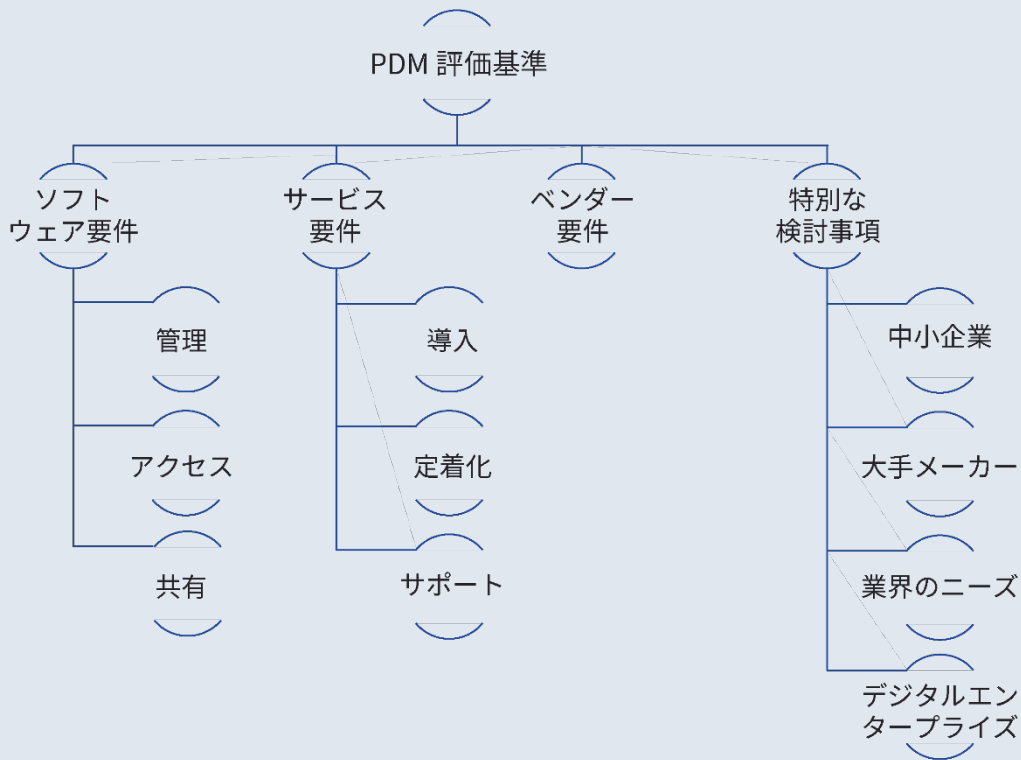 PDM 評価基準
ソフト
ウェア要件
サービス
要件
ベンダー
要件
特別な
検討事項
管理
アクセス
共有
導入
定着化
サポート
中小企業
大手メーカー
業界のニーズ
デジタルエン
タープライズ